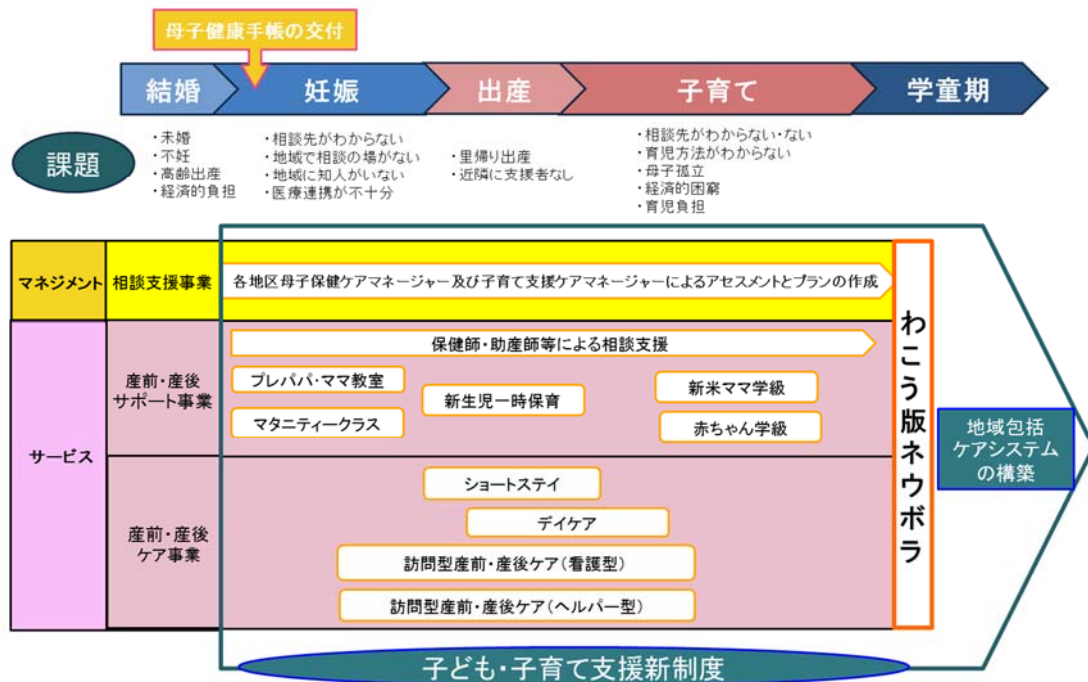 母子健康手帳の交付
結婚
妊娠
出産
子育て
学童期
課題
・未婚
・不妊
・高齢出産
・経済的負担
・相談先がわからない
・地域で相談の場がない
・地域に知人がいない
・医療連携が不十分
・里帰り出産
・近隣に支援者なし
・相談先がわからない・ない
・育児方法がわからない
・母子孤立
・経済的困窮
・育児負担
マネジメント
相談支援事業
各地区母子保健ケアマネージャー及び子育て支援ケアマネージャーによるアセスメントとプランの作成
サービス
産前・産後
サポート事業
保健師・助産師等による相談支援
プレパパ・ママ教室
マタニティークラス
新生児一時保育
新米ママ学級
赤ちゃん学級
産前・産後
ケア事業
ショートステイ
デイケア
訪問型産前・産後ケア(看護型)
訪問型産前・産後ケア(ヘルパー型)
わこう版ネウボラ
地域包括
ケアシステム
の構築
子ども・子育て支援新制度